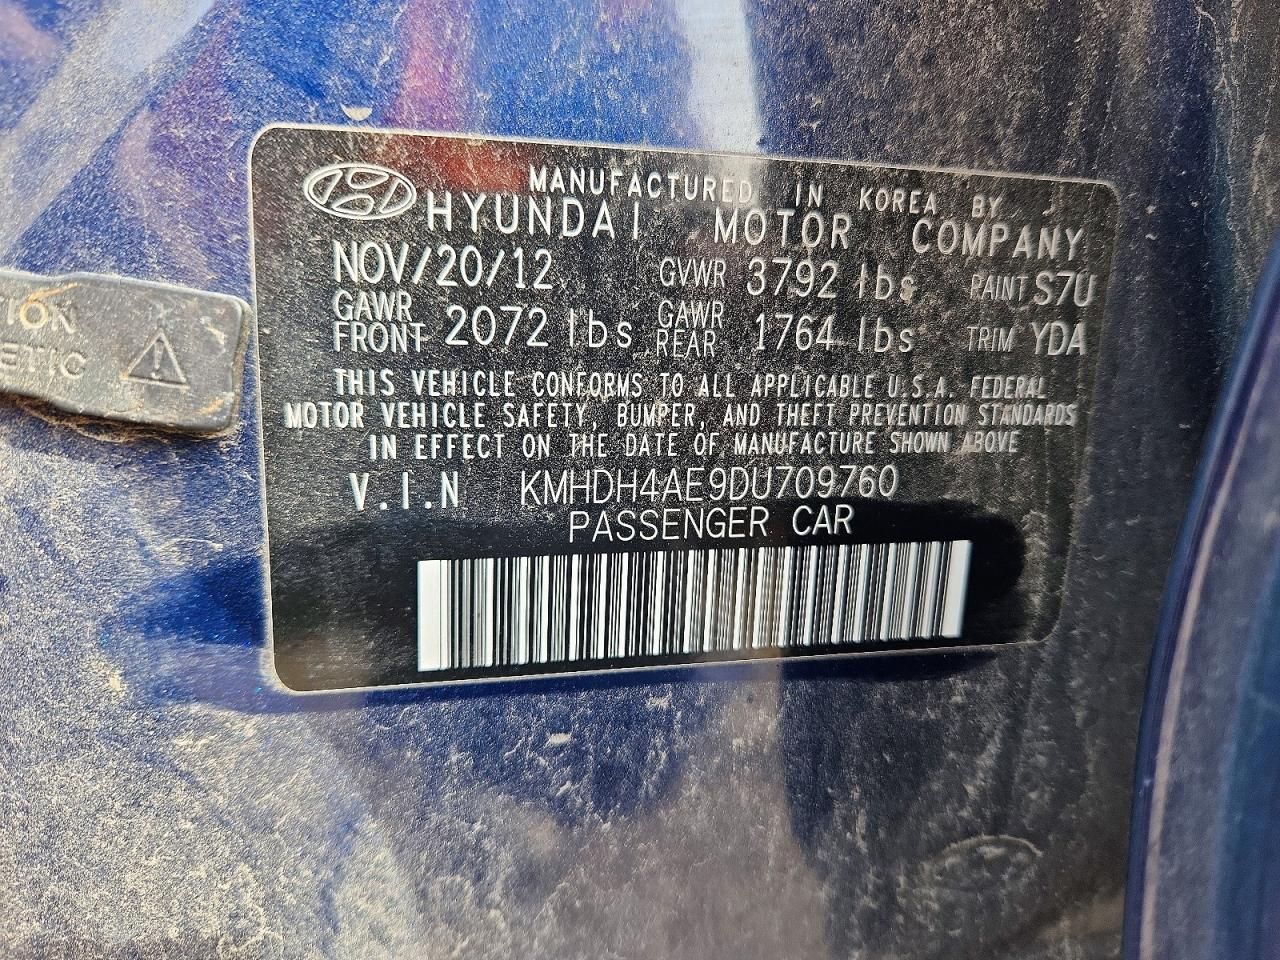 MANUFACTURED IN KOREA BY
HYUNDAI MOTOR COMPANY
NOV/20/12 GVWR 3792 lbs PAINT S7U
GAWR FRONT 2072 lbs GAWR REAR 1764 lbs TRIM YDA
THIS VEHICLE CONFORMS TO ALL APPLICABLE U.S.A. FEDERAL
MOTOR VEHICLE SAFETY, BUMPER, AND THEFT PREVENTION STANDARDS
IN EFFECT ON THE DATE OF MANUFACTURE SHOWN ABOVE
V.I.N KMHDH4AE9DU709760
PASSENGER CAR